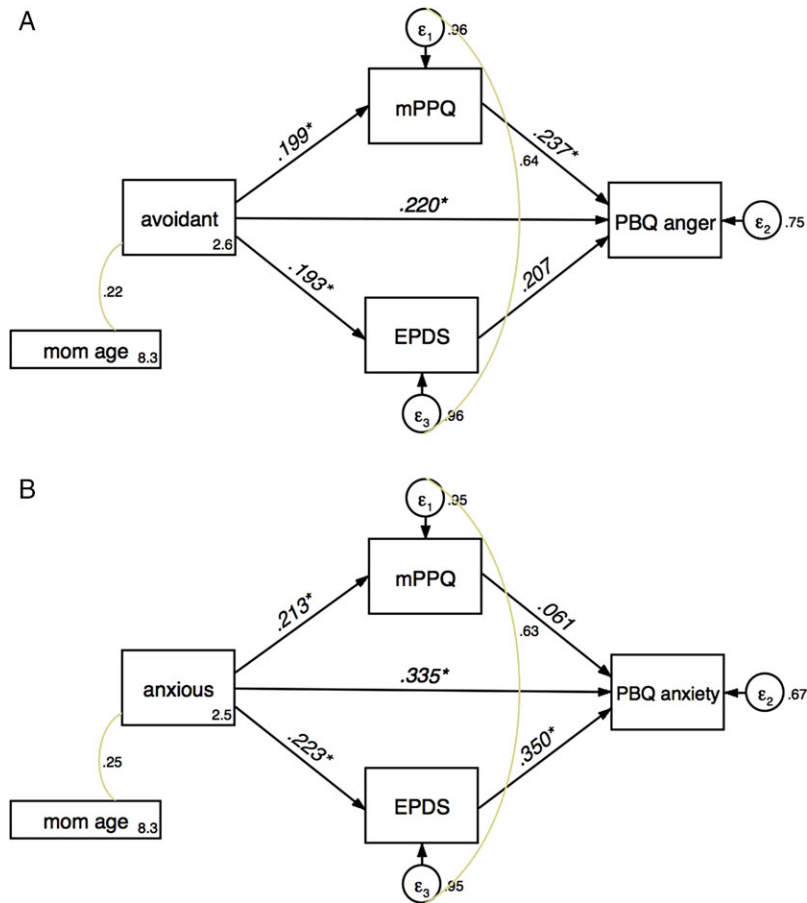 A
ε1 .96
mPPQ
.199*
.237*
.64
avoidant
2.6
.220*
PBQ anger
ε2 .75
.22
.193*
.207
mom age 8.3
EPDS
ε3 .96
B
ε1 .95
mPPQ
.213*
.061
.63
anxious
2.5
.335*
PBQ anxiety
ε2 .67
.25
.223*
.350*
mom age 8.3
EPDS
ε3 .95